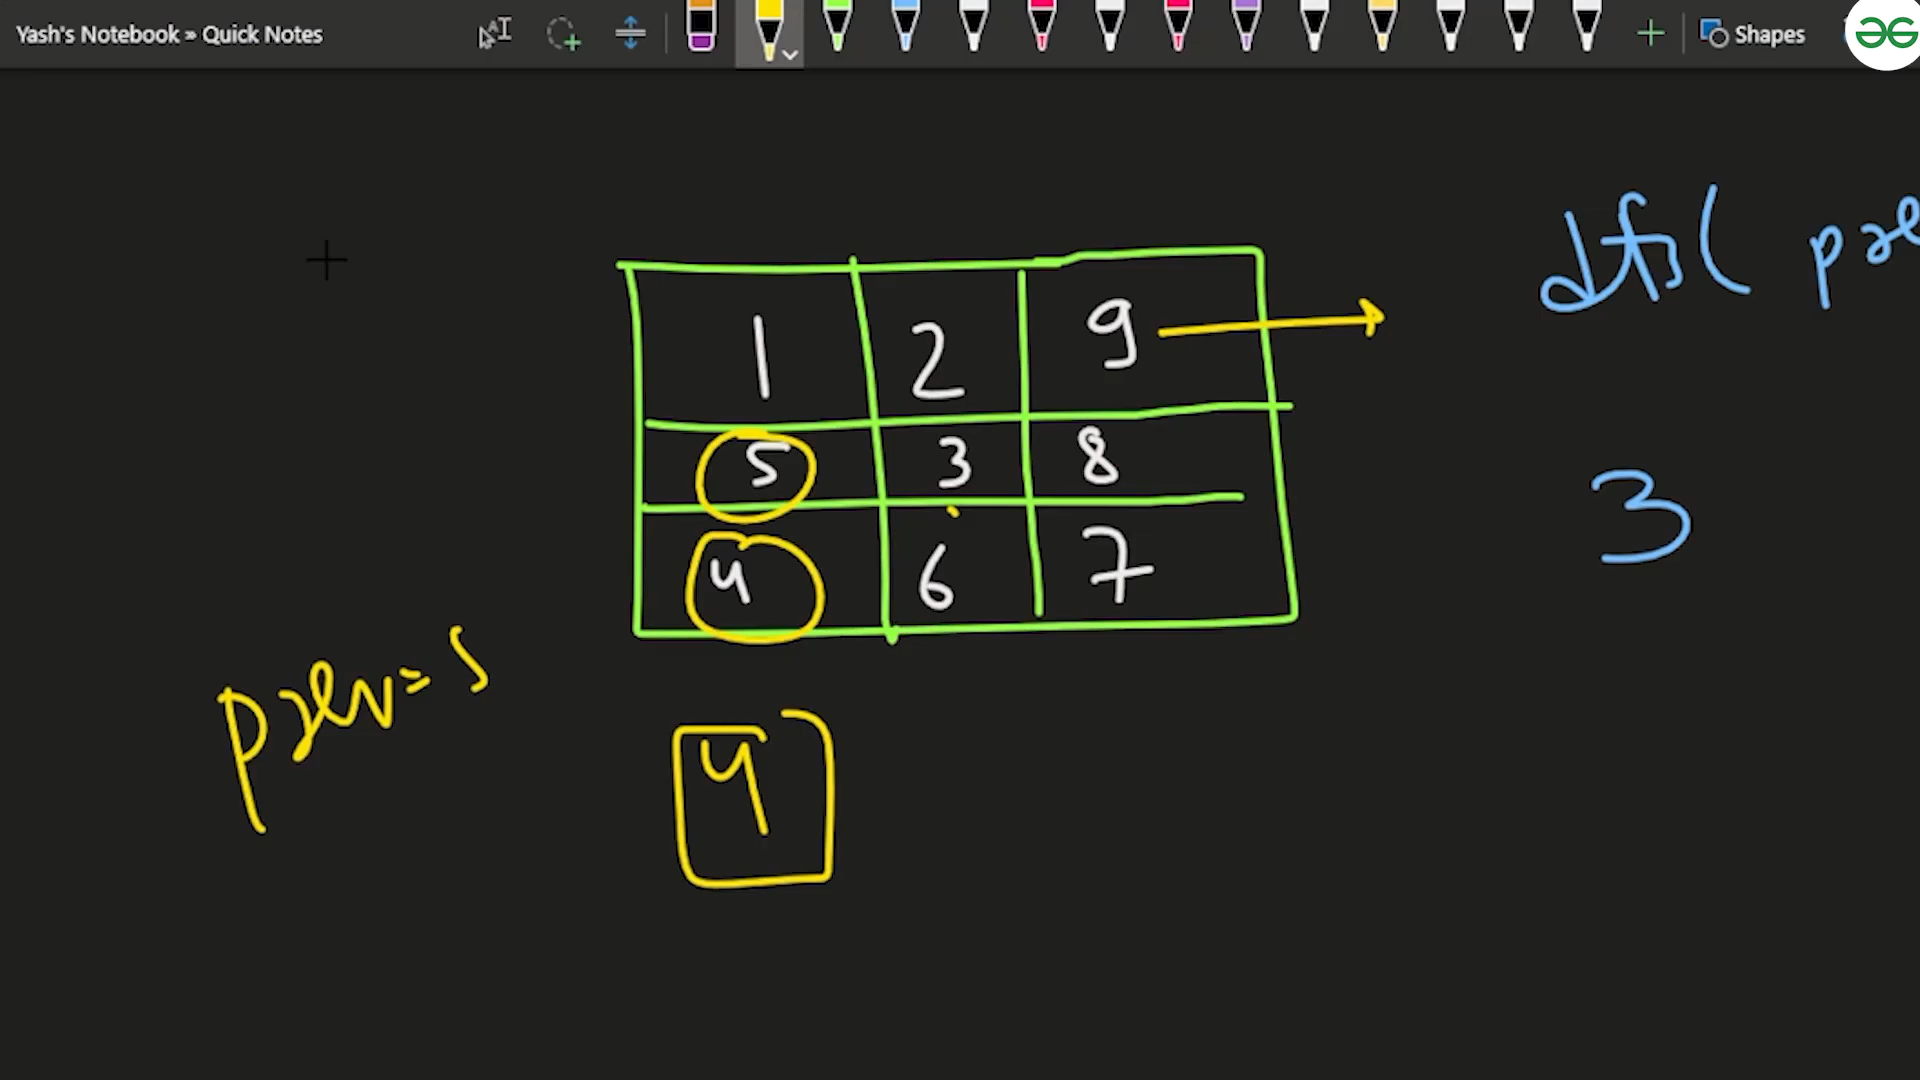 Yash's Notebook » Quick Notes
Shapes
dfs( pre
1 2 9
5 3 8
3
4 6 7
prev=5
4